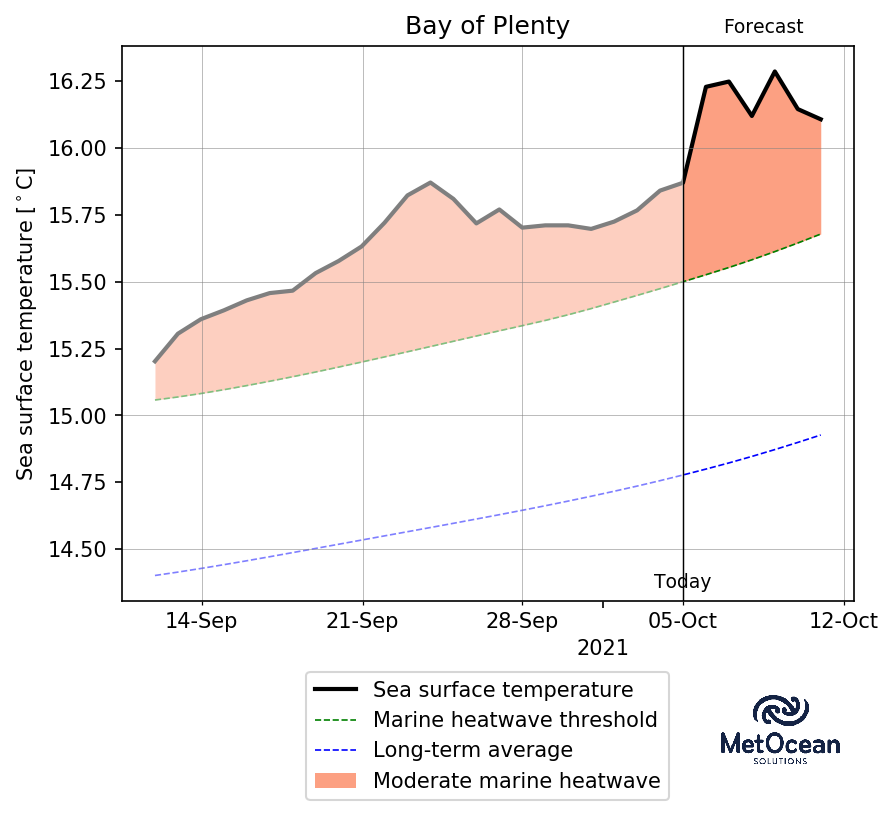 Bay of Plenty
Forecast
Sea surface temperature [°C]
16.25
16.00
15.75
15.50
15.25
15.00
14.75
14.50
Today
14-Sep 21-Sep 28-Sep 05-Oct 12-Oct
2021
Sea surface temperature
Marine heatwave threshold
Long-term average
Moderate marine heatwave
MetOcean
SOLUTIONS